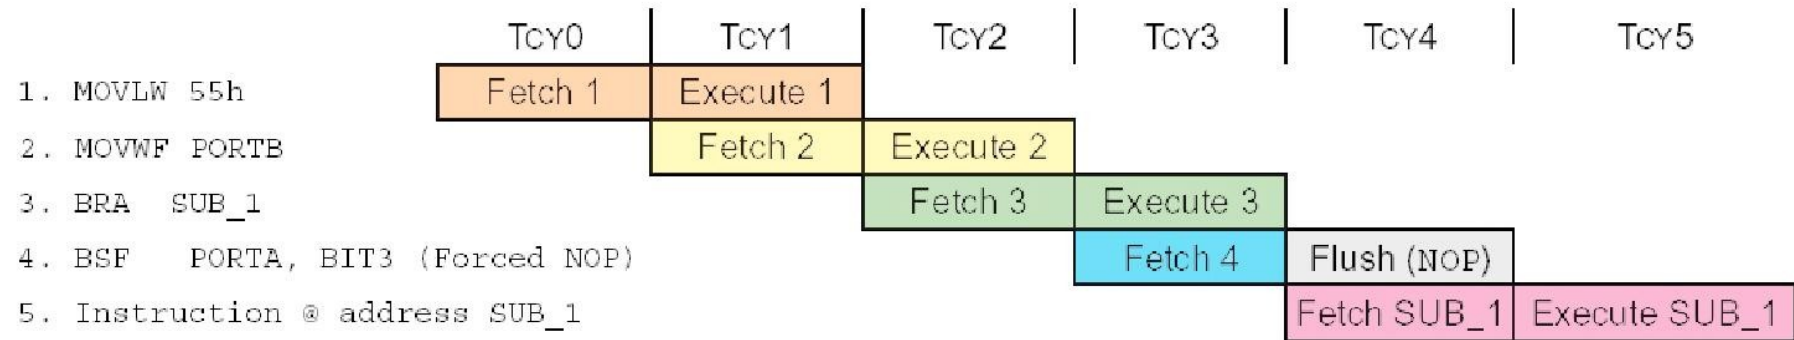 TCY0 TCY1 TCY2 TCY3 TCY4 TCY5
1. MOVLW 55h Fetch 1 Execute 1
2. MOVWF PORTB Fetch 2 Execute 2
3. BRA SUB_1 Fetch 3 Execute 3
4. BSF PORTA, BIT3 (Forced NOP) Fetch 4 Flush (NOP)
5. Instruction @ address SUB_1 Fetch SUB_1 Execute SUB_1